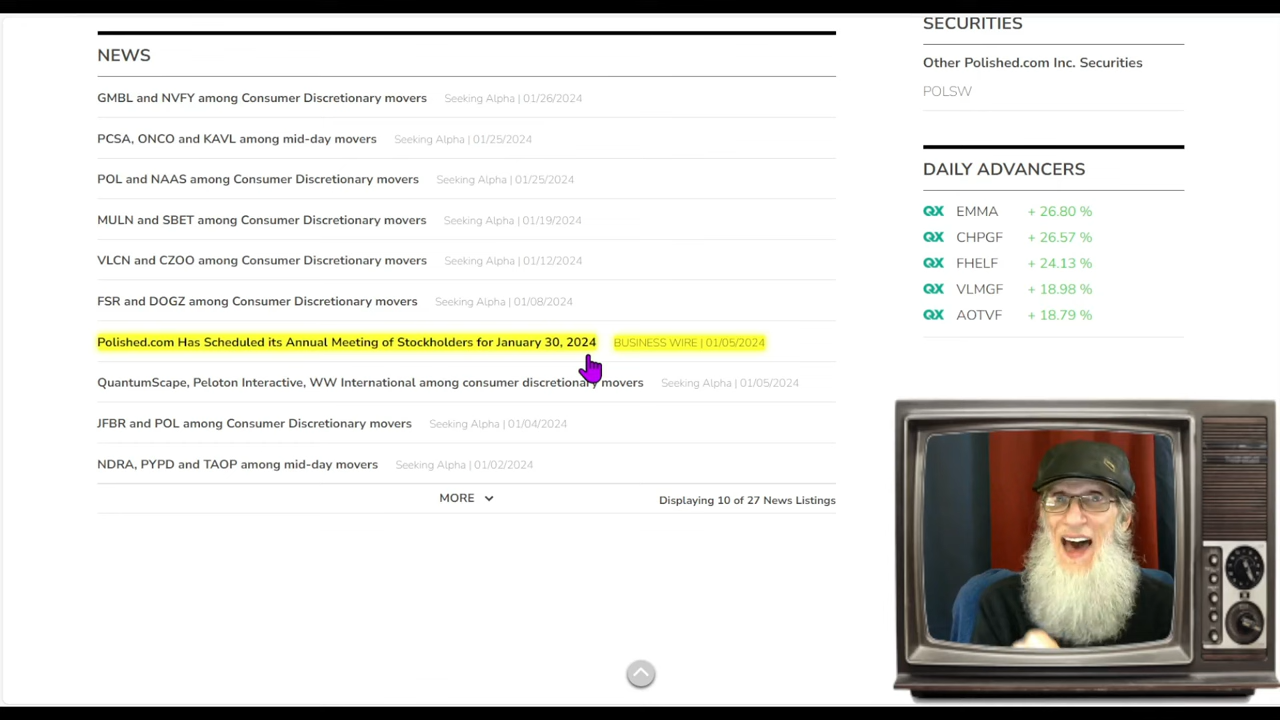 NEWS
GMBL and NVFY among Consumer Discretionary movers Seeking Alpha | 01/26/2024
PCSA, ONCO and KAVL among mid-day movers Seeking Alpha | 01/25/2024
POL and NAAS among Consumer Discretionary movers Seeking Alpha | 01/25/2024
MULN and SBET among Consumer Discretionary movers Seeking Alpha | 01/19/2024
VLCN and CZOO among Consumer Discretionary movers Seeking Alpha | 01/12/2024
FSR and DOGZ among Consumer Discretionary movers Seeking Alpha | 01/08/2024
Polished.com Has Scheduled its Annual Meeting of Stockholders for January 30, 2024 BUSINESS WIRE | 01/05/2024
QuantumScape, Peloton Interactive, WW International among consumer discretionary movers Seeking Alpha | 01/05/2024
JFBR and POL among Consumer Discretionary movers Seeking Alpha | 01/04/2024
NDRA, PYPD and TAOP among mid-day movers Seeking Alpha | 01/02/2024
MORE Displaying 10 of 27 News Listings
SECURITIES
Other Polished.com Inc. Securities
POLSW
DAILY ADVANCERS
QX EMMA + 26.80 %
QX CHPGF + 26.57 %
QX FHELF + 24.13 %
QX VLMGF + 18.98 %
QX AOTVF + 18.79 %